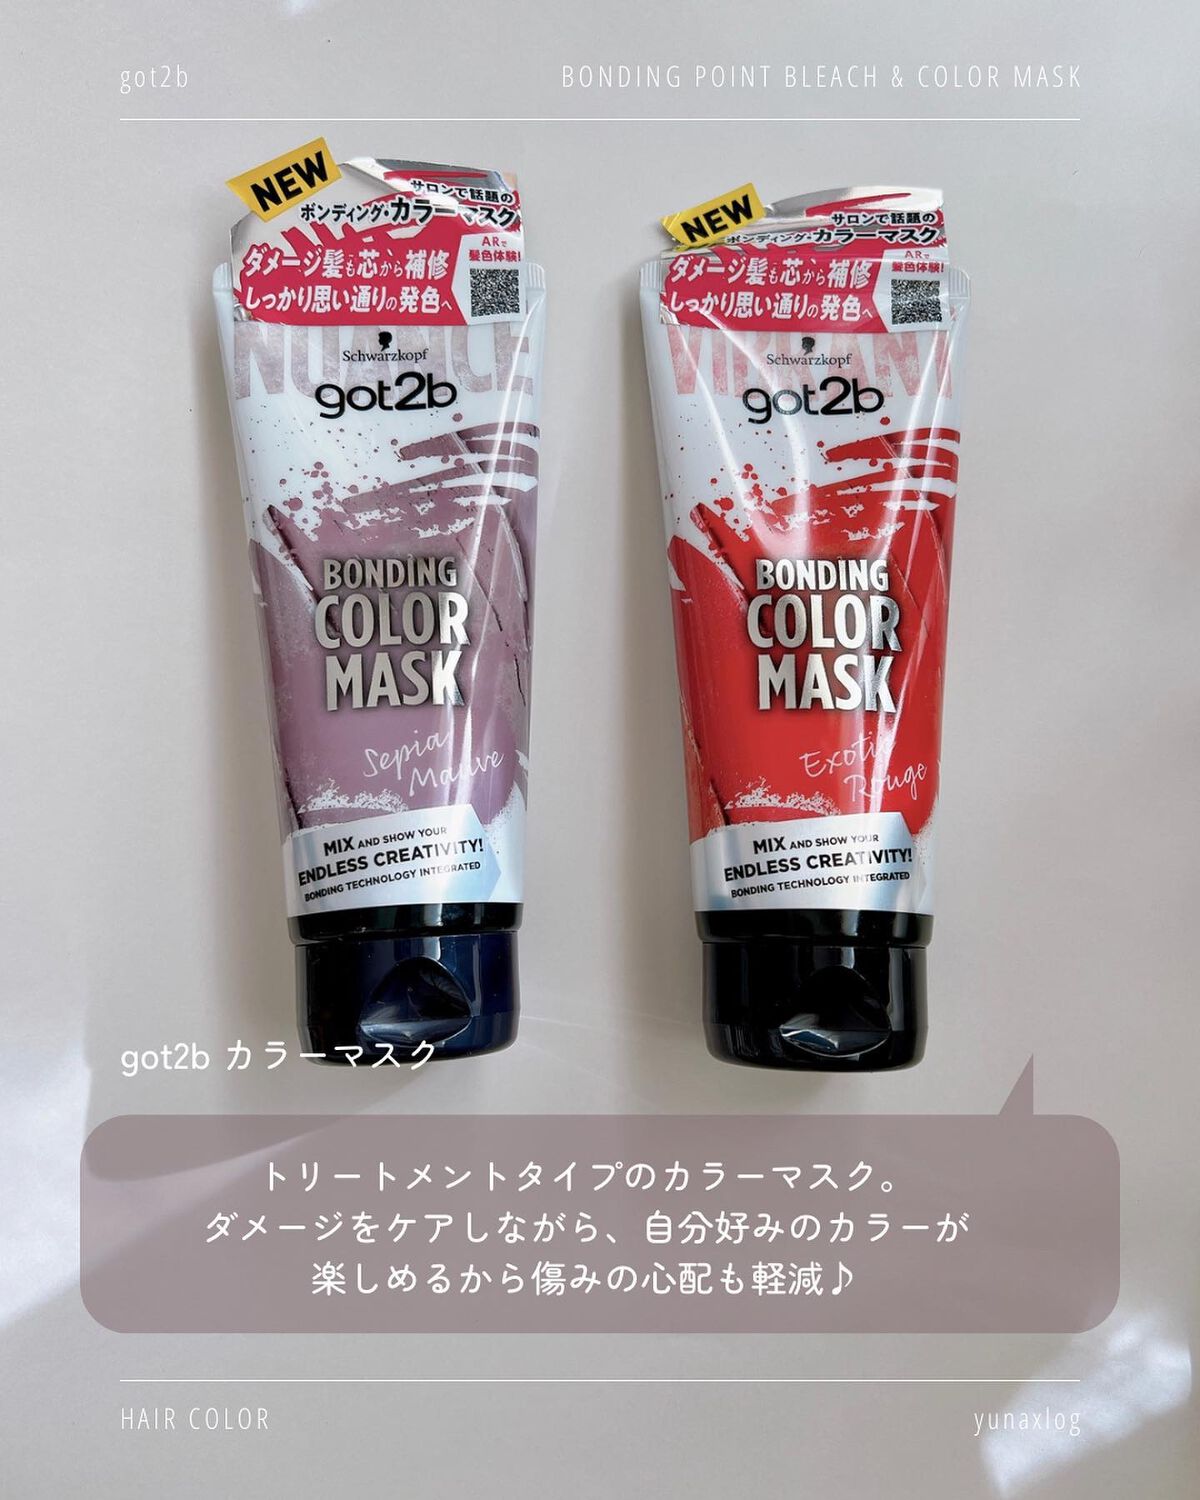 got2b
BONDING POINT BLEACH & COLOR MASK
NEW
サロンで話題の
ボンディング・カラーマスク
ダメージ髪も芯から補修
しっかり思い通りの発色へ
ARで
髪色体験!
NUANCE
Schwarzkopf
got2b
BONDING
COLOR
MASK
Sepia
Mauve
MIX AND SHOW YOUR
ENDLESS CREATIVITY!
BONDING TECHNOLOGY INTEGRATED
NEW
サロンで話題の
ボンディング・カラーマスク
ダメージ髪も芯から補修
しっかり思い通りの発色へ
ARで
髪色体験!
VIBRANT
Schwarzkopf
got2b
BONDING
COLOR
MASK
Exotic
Rouge
MIX AND SHOW YOUR
ENDLESS CREATIVITY!
BONDING TECHNOLOGY INTEGRATED
got2b カラーマスク
トリートメントタイプのカラーマスク。
ダメージをケアしながら、自分好みのカラーが
楽しめるから傷みの心配も軽減♪
HAIR COLOR
yunaxlog